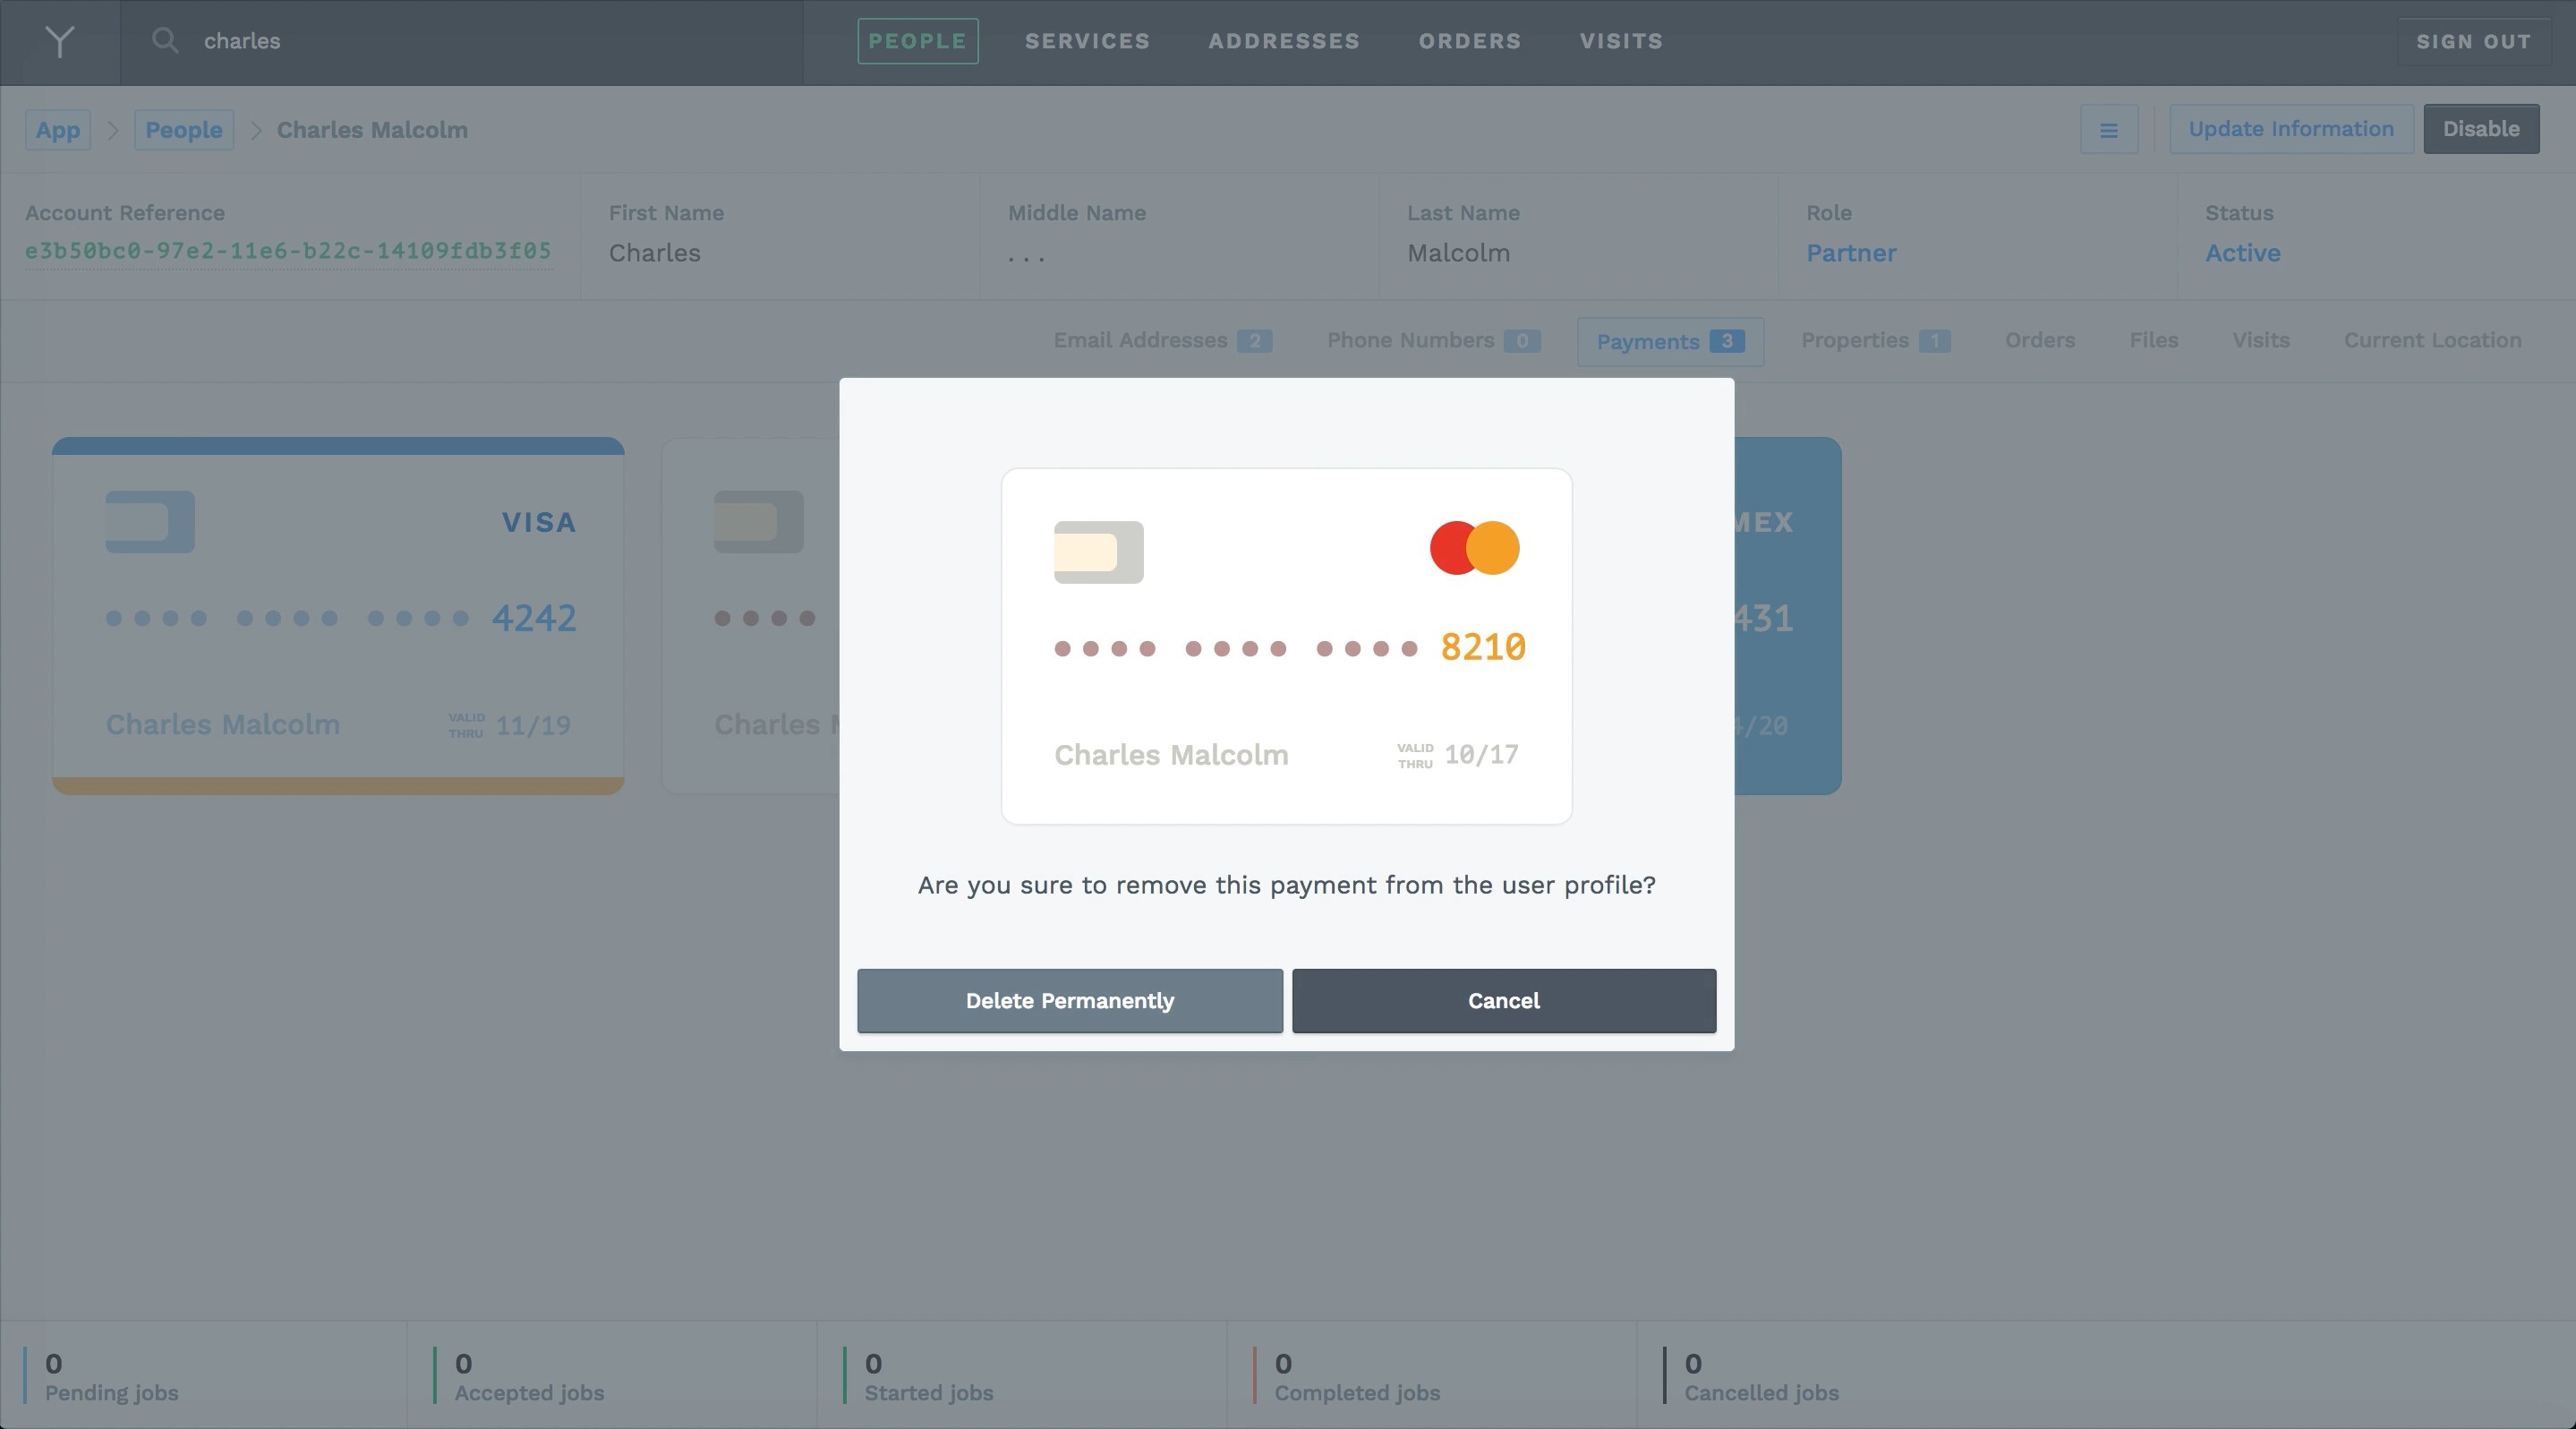 charles
PEOPLE SERVICES ADDRESSES ORDERS VISITS
SIGN OUT
App People Charles Malcolm
Update Information Disable
Account Reference First Name Middle Name Last Name Role Status
e3b50bc0-97e2-11e6-b22c-14109fdb3f05 Charles ... Malcolm Partner Active
Email Addresses 2 Phone Numbers 0 Payments 3 Properties 1 Orders Files Visits Current Location
VISA
4242
Charles Malcolm VALID THRU 11/19
Charles
8210
Charles Malcolm VALID THRU 10/17
MEX
431
/20
Are you sure to remove this payment from the user profile?
Delete Permanently Cancel
0 0 0 0 0
Pending jobs Accepted jobs Started jobs Completed jobs Cancelled jobs